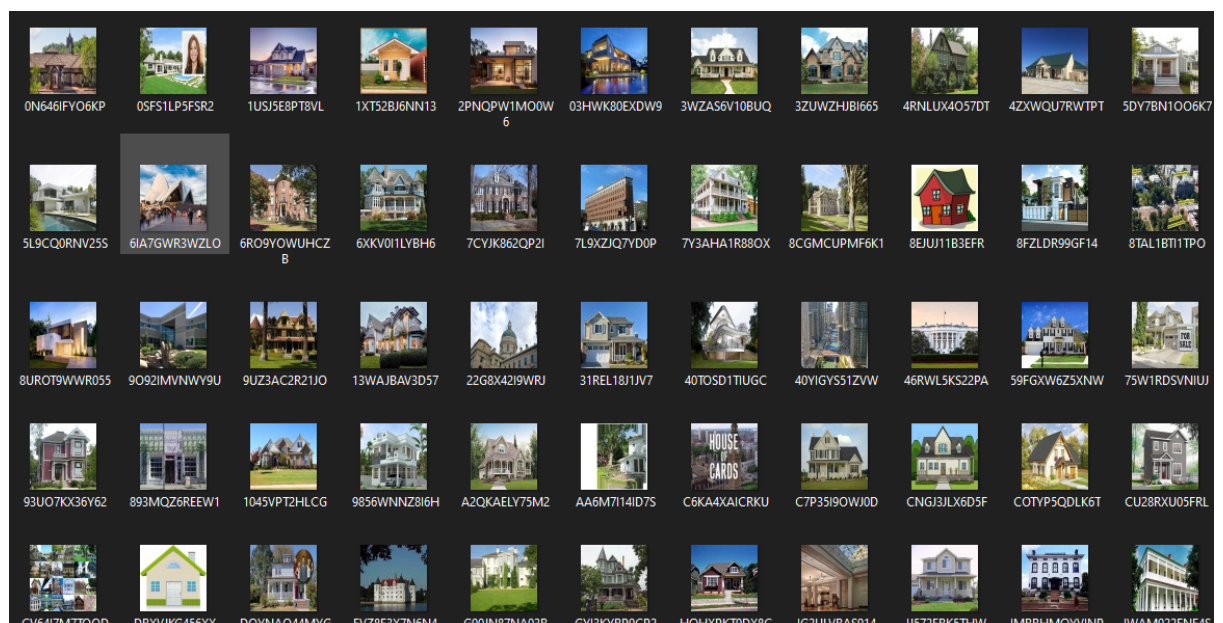 0N646IFYO6KP
0SFS1LP5FSR2
1USJ5E8PT8VL
1XT52BJ6NN13
2PNQPW1MO0W
6
03HWK80EXDW9
3WZAS6V10BUQ
3ZUWZHJBI665
4RNLUX4O57DT
4ZXWQU7RWTPT
5DY7BN1OO6K7
5L9CQ0RNV25S
6IA7GWR3WZLO
6RO9YOWUHCZ
B
6XKV0I1LYBH6
7CYJK862QP2I
7L9XZJQ7YD0P
7Y3AHA1R88OX
8CGMCUPMF6K1
8EJUJ11B3EFR
8FZLDR99GF14
8TAL1BTI1TPO
8UROT9WWR055
9O92IMVNWY9U
9UZ3AC2R21JO
13WAJBAV3D57
22G8X42I9WRJ
31REL18J1JV7
40TOSD1TIUGC
40YIGYS51ZVW
46RWL5KS22PA
59FGXW6Z5XNW
FOR
SALE
75W1RDSVNIUJ
93UO7KX36Y62
893MQZ6REEW1
1045VPT2HLCG
9856WNNZ8I6H
A2QKAELY75M2
AA6M7I14ID7S
HOUSE
OF
CARDS
C6KA4XAICRKU
C7P35I9OWJ0D
CNGJ3JLX6D5F
COTYP5QDLK6T
CU28RXU05FRL